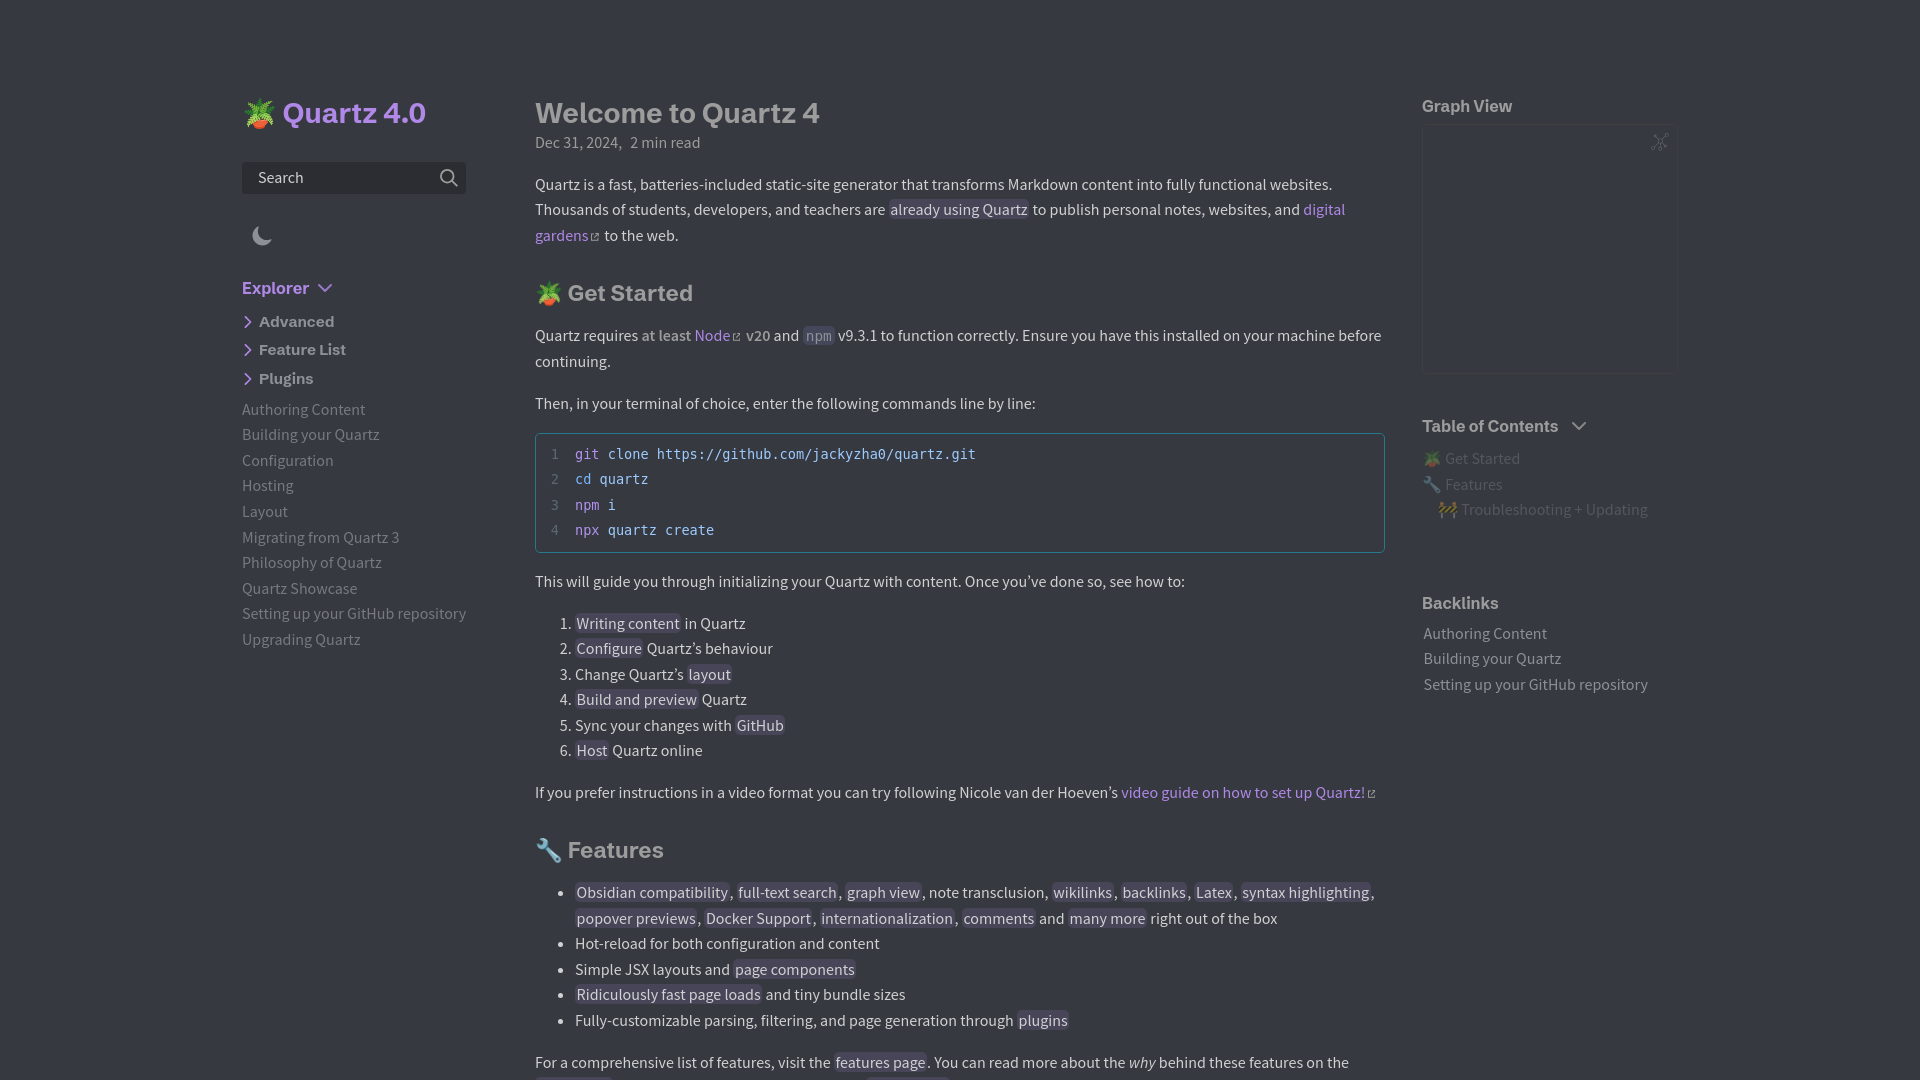 🪴 Quartz 4.0
Search
Explorer
Advanced
Feature List
Plugins
Authoring Content
Building your Quartz
Configuration
Hosting
Layout
Migrating from Quartz 3
Philosophy of Quartz
Quartz Showcase
Setting up your GitHub repository
Upgrading Quartz
Welcome to Quartz 4
Dec 31, 2024, 2 min read
Quartz is a fast, batteries-included static-site generator that transforms Markdown content into fully functional websites.
Thousands of students, developers, and teachers are already using Quartz to publish personal notes, websites, and digital
gardens to the web.
🪴 Get Started
Quartz requires at least Node v20 and npm v9.3.1 to function correctly. Ensure you have this installed on your machine before
continuing.
Then, in your terminal of choice, enter the following commands line by line:
1 git clone https://github.com/jackyzha0/quartz.git
2 cd quartz
3 npm i
4 npx quartz create
This will guide you through initializing your Quartz with content. Once you’ve done so, see how to:
1. Writing content in Quartz
2. Configure Quartz’s behaviour
3. Change Quartz’s layout
4. Build and preview Quartz
5. Sync your changes with GitHub
6. Host Quartz online
If you prefer instructions in a video format you can try following Nicole van der Hoeven’s video guide on how to set up Quartz!
🔧 Features
• Obsidian compatibility, full-text search, graph view, note transclusion, wikilinks, backlinks, Latex, syntax highlighting,
popover previews, Docker Support, internationalization, comments and many more right out of the box
• Hot-reload for both configuration and content
• Simple JSX layouts and page components
• Ridiculously fast page loads and tiny bundle sizes
• Fully-customizable parsing, filtering, and page generation through plugins
For a comprehensive list of features, visit the features page. You can read more about the why behind these features on the
Graph View
Table of Contents
🪴 Get Started
🔧 Features
🚧 Troubleshooting + Updating
Backlinks
Authoring Content
Building your Quartz
Setting up your GitHub repository